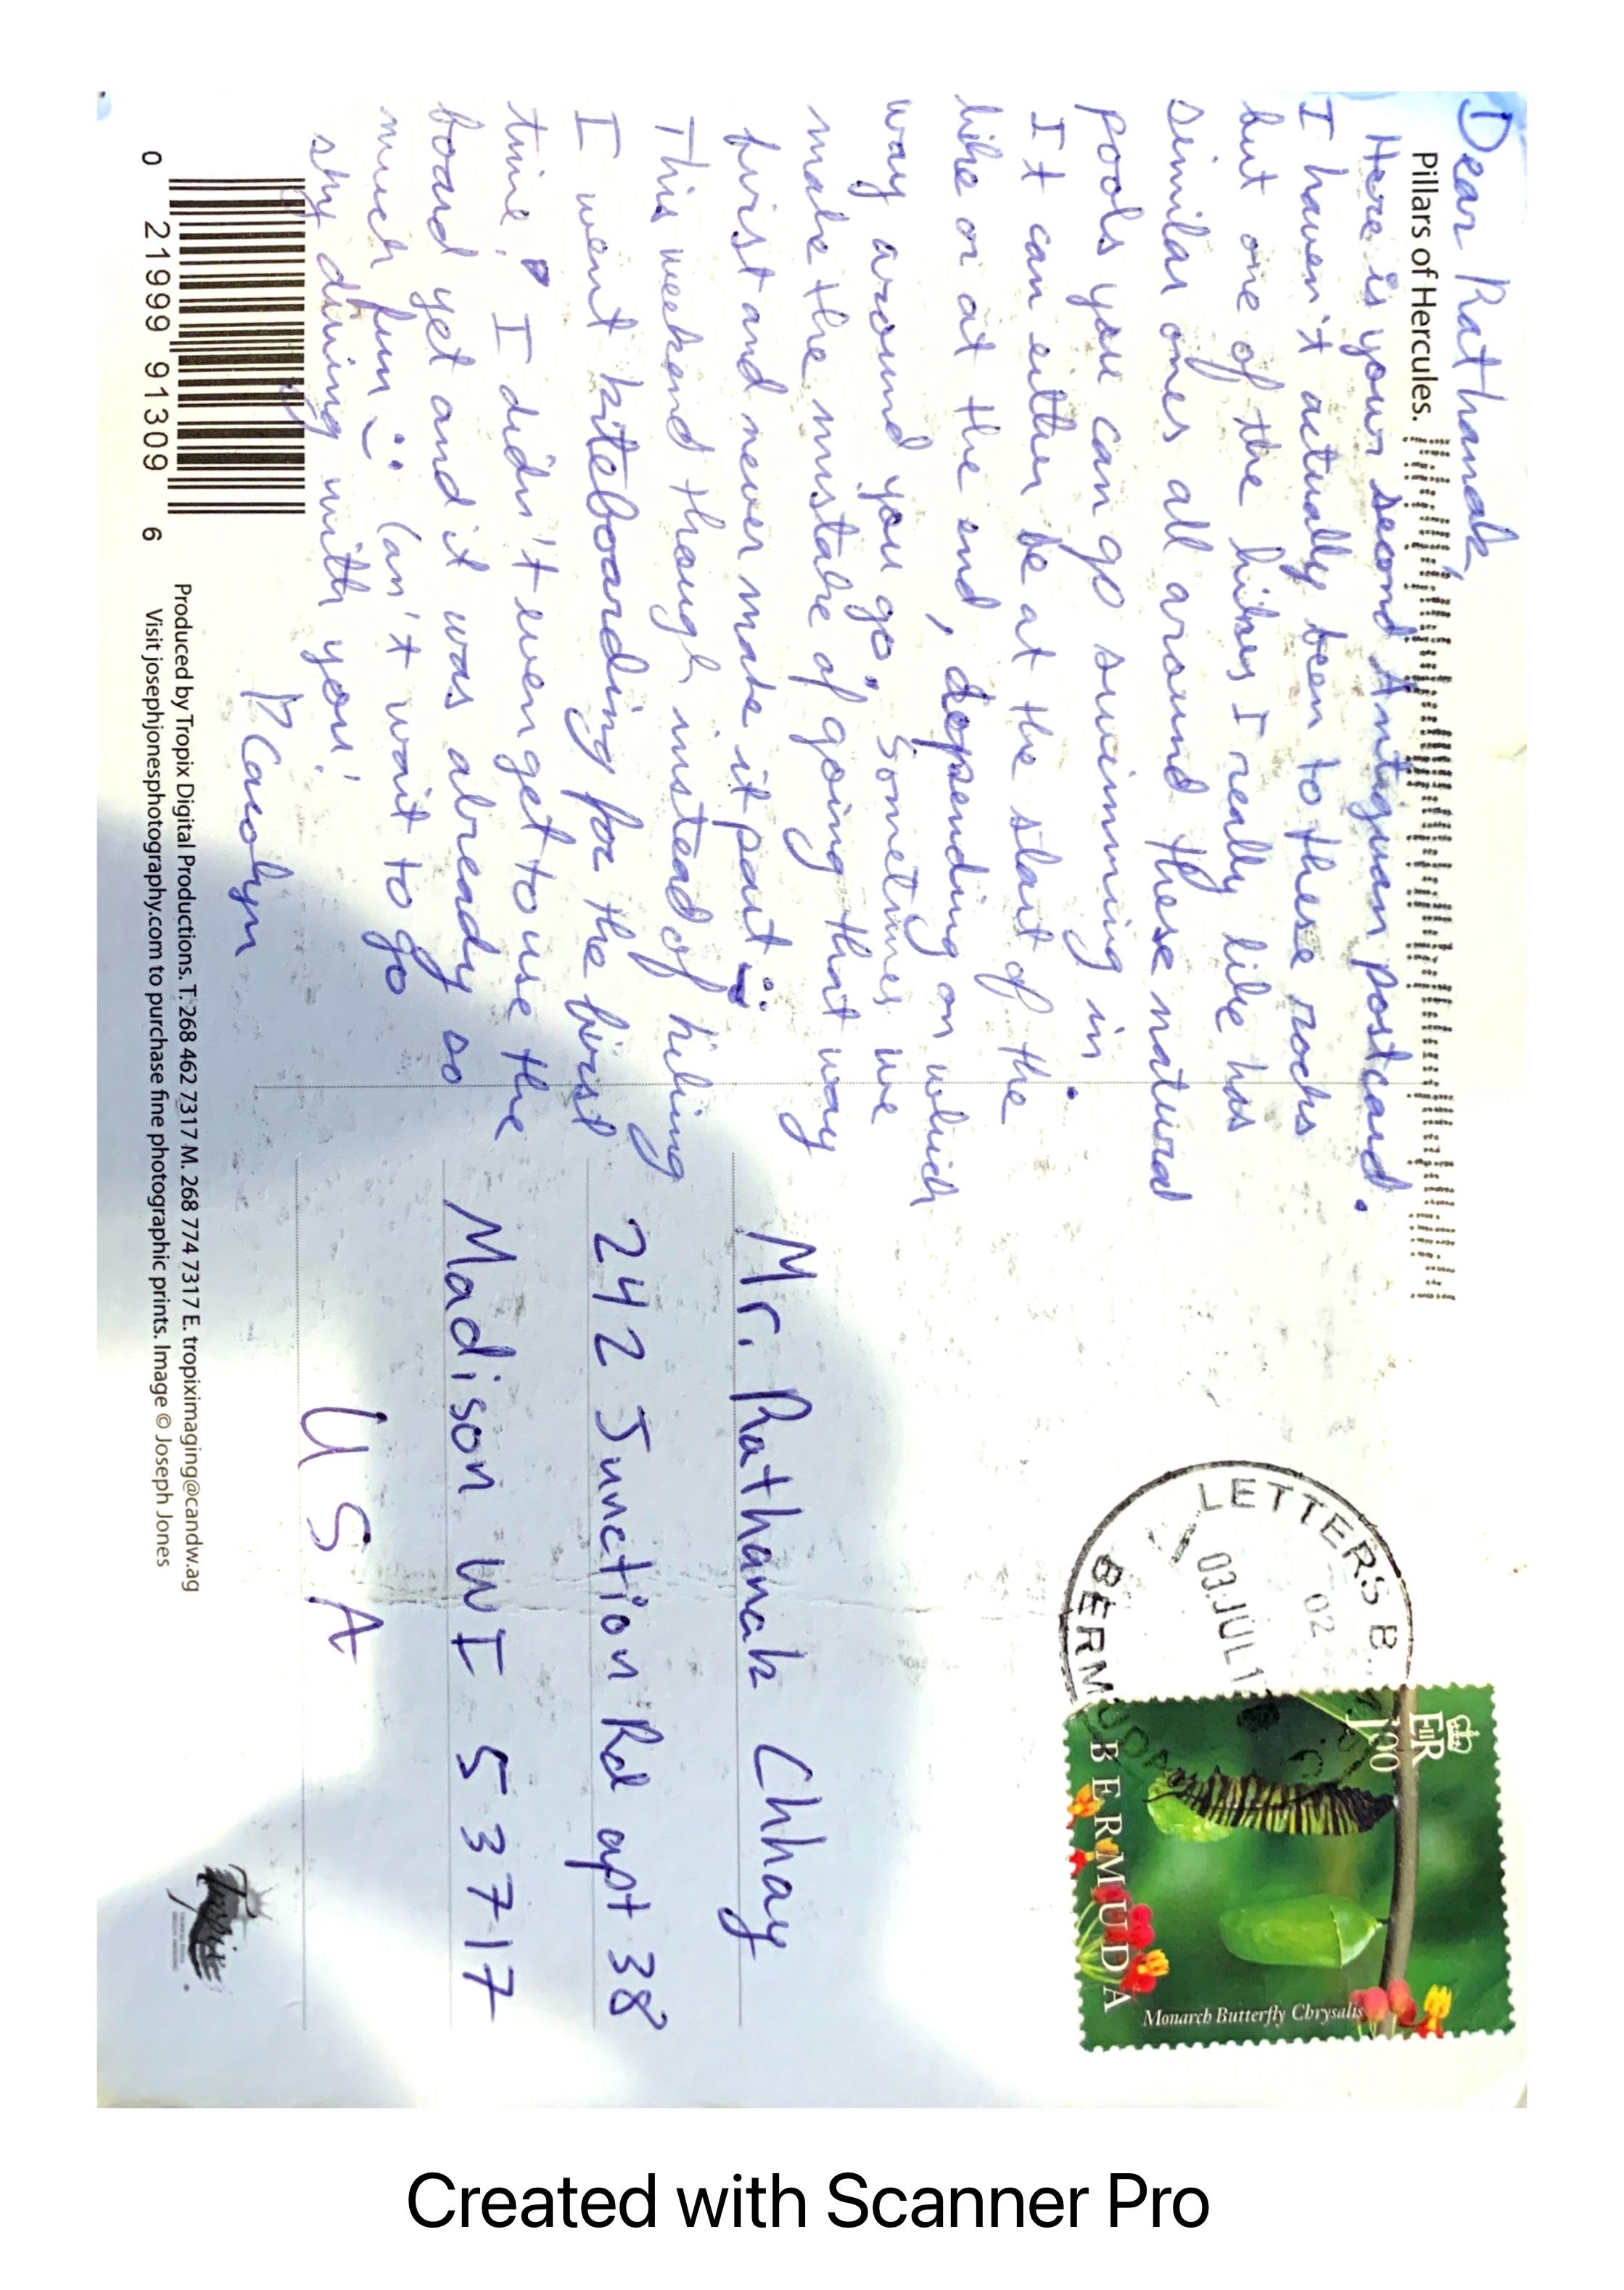 Dear Rathanak,
Pillars of Hercules.
Here is your second Antiguan postcard.
I haven't actually been to these rocks
but one of the hikes I really like has
similar ones all around these natural
pools you can go swimming in.
It can either be at the start of the
hike or at the end, depending on which
way around you go. Sometimes we
make the mistake of going that way
first and never make it past :)
This weekend though instead of hiking
I went kiteboarding for the first
time! I didn't even get to use the
board yet and it was already so
much fun :) Can't wait to go
sky diving with you!
Carolyn
LETTERS B.
02
03.JUL 1
BERMUDA
ER
1.00
BERMUDA
Monarch Butterfly Chrysalis
Mr. Rathanak Chhay
242 Junction Rd apt 38
Madison WI 53717
USA
0 21999 91309 6
Produced by Tropix Digital Productions. T. 268 462 7317 M. 268 774 7317 E. tropiximaging@candw.ag
Visit josephjonesphotography.com to purchase fine photographic prints. Image © Joseph Jones
Tropix
Created with Scanner Pro